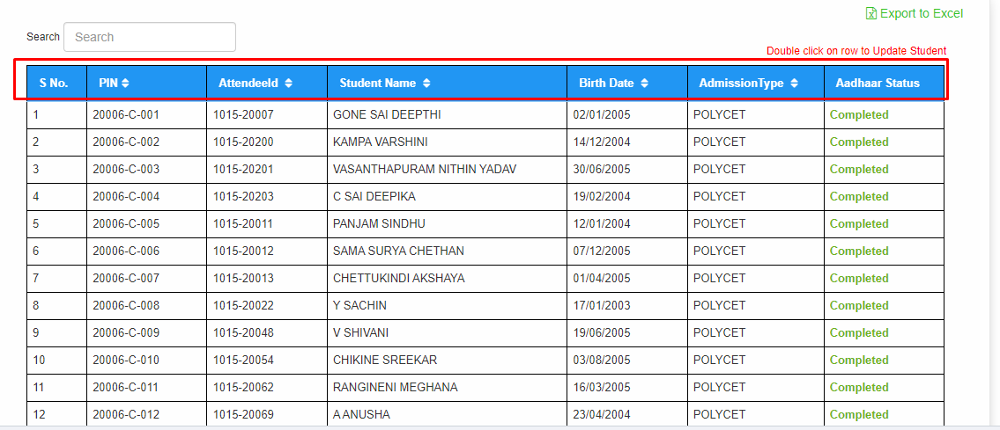 Export to Excel
Search Search
Double click on row to Update Student
S No. PIN AttendeeId Student Name Birth Date AdmissionType Aadhaar Status
1 20006-C-001 1015-20007 GONE SAI DEEPTHI 02/01/2005 POLYCET Completed
2 20006-C-002 1015-20200 KAMPA VARSHINI 14/12/2004 POLYCET Completed
3 20006-C-003 1015-20201 VASANTHAPURAM NITHIN YADAV 30/06/2005 POLYCET Completed
4 20006-C-004 1015-20203 C SAI DEEPIKA 19/02/2004 POLYCET Completed
5 20006-C-005 1015-20011 PANJAM SINDHU 12/01/2004 POLYCET Completed
6 20006-C-006 1015-20012 SAMA SURYA CHETHAN 07/12/2005 POLYCET Completed
7 20006-C-007 1015-20013 CHETTUKINDI AKSHAYA 01/04/2005 POLYCET Completed
8 20006-C-008 1015-20022 Y SACHIN 17/01/2003 POLYCET Completed
9 20006-C-009 1015-20048 V SHIVANI 19/06/2005 POLYCET Completed
10 20006-C-010 1015-20054 CHIKINE SREEKAR 03/08/2005 POLYCET Completed
11 20006-C-011 1015-20062 RANGINENI MEGHANA 16/03/2005 POLYCET Completed
12 20006-C-012 1015-20069 A ANUSHA 23/04/2004 POLYCET Completed